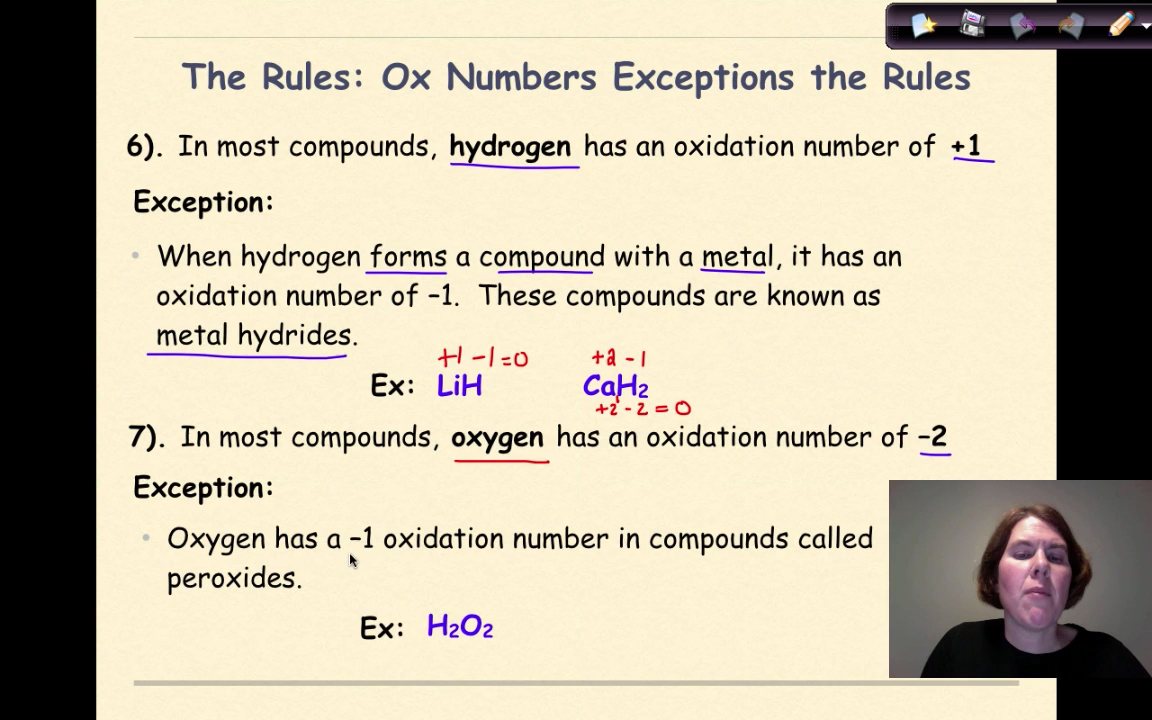 The Rules: Ox Numbers Exceptions the Rules
6). In most compounds, hydrogen has an oxidation number of +1
Exception:
• When hydrogen forms a compound with a metal, it has an
oxidation number of –1. These compounds are known as
metal hydrides.
+1 -1 =0 +2 -1
Ex: LiH CaH₂
+2 -2 = 0
7). In most compounds, oxygen has an oxidation number of –2
Exception:
• Oxygen has a –1 oxidation number in compounds called
peroxides.
Ex: H₂O₂